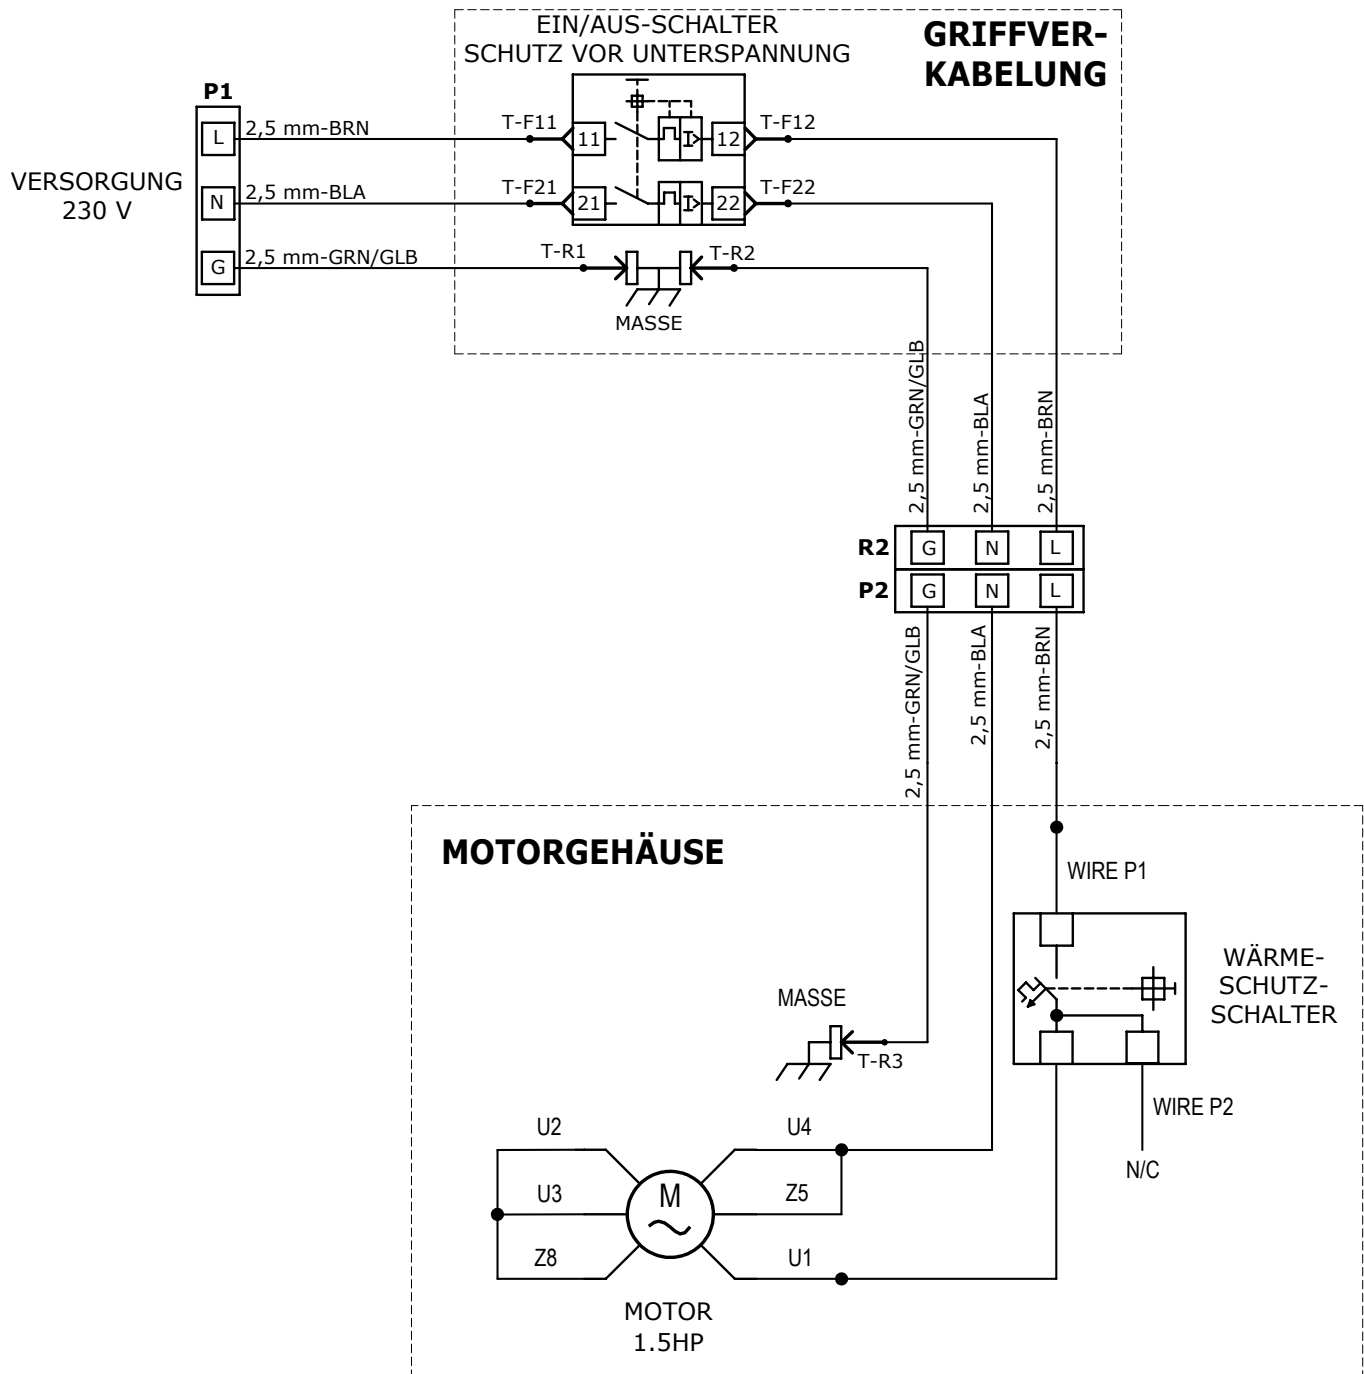 EIN/AUS-SCHALTER
SCHUTZ VOR UNTERSPANNUNG
GRIFFVER-
KABELUNG
P1
L
2,5 mm-BRN
T-F11
11
12
T-F12
VERSORGUNG
230 V
N
2,5 mm-BLA
T-F21
21
22
T-F22
G
2,5 mm-GRN/GLB
T-R1
T-R2
MASSE
2,5 mm-GRN/GLB
2,5 mm-BLA
2,5 mm-BRN
R2
G
N
L
P2
G
N
L
2,5 mm-GRN/GLB
2,5 mm-BLA
2,5 mm-BRN
MOTORGEHÄUSE
WIRE P1
WÄRME-
SCHUTZ-
SCHALTER
MASSE
T-R3
WIRE P2
N/C
U2
U4
U3
M
Z5
Z8
U1
MOTOR
1.5HP